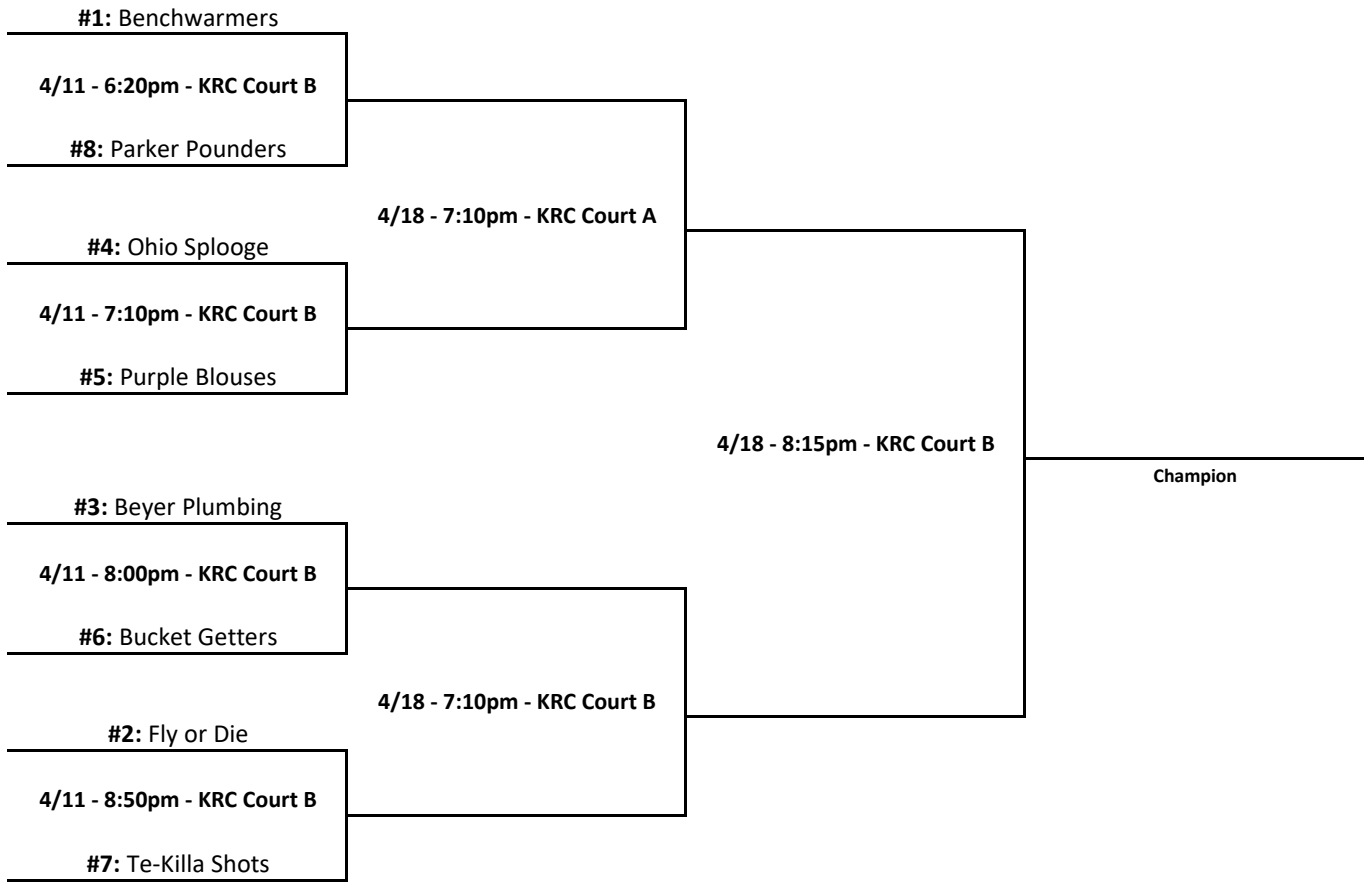 #1: Benchwarmers
4/11 - 6:20pm - KRC Court B
#8: Parker Pounders
4/18 - 7:10pm - KRC Court A
#4: Ohio Splooge
4/11 - 7:10pm - KRC Court B
#5: Purple Blouses
4/18 - 8:15pm - KRC Court B
Champion
#3: Beyer Plumbing
4/11 - 8:00pm - KRC Court B
#6: Bucket Getters
4/18 - 7:10pm - KRC Court B
#2: Fly or Die
4/11 - 8:50pm - KRC Court B
#7: Te-Killa Shots